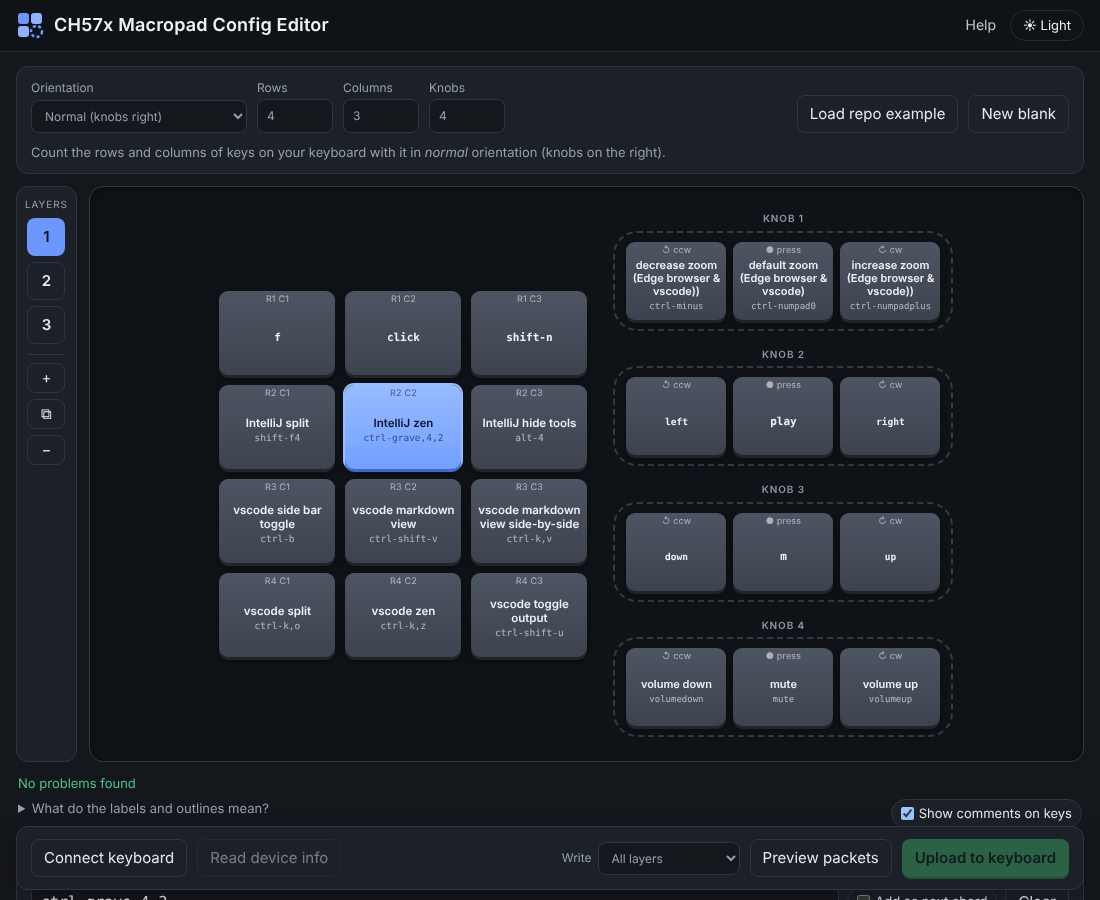 CH57x Macropad Config Editor
Help
☀ Light
Orientation
Rows
Columns
Knobs
Normal (knobs right)
4
3
4
Load repo example
New blank
Count the rows and columns of keys on your keyboard with it in normal orientation (knobs on the right).
LAYERS
1
2
3
+
⧉
−
R1 C1
f
R1 C2
click
R1 C3
shift-n
R2 C1
IntelliJ split
shift-f4
R2 C2
IntelliJ zen
ctrl-grave,4,2
R2 C3
IntelliJ hide tools
alt-4
R3 C1
vscode side bar
toggle
ctrl-b
R3 C2
vscode markdown
view
ctrl-shift-v
R3 C3
vscode markdown
view side-by-side
ctrl-k,v
R4 C1
vscode split
ctrl-k,o
R4 C2
vscode zen
ctrl-k,z
R4 C3
vscode toggle
output
ctrl-shift-u
KNOB 1
↺ ccw
decrease zoom
(Edge browser &
vscode))
ctrl-minus
● press
default zoom
(Edge browser &
vscode)
ctrl-numpad0
↻ cw
increase zoom
(Edge browser &
vscode))
ctrl-numpadplus
KNOB 2
↺ ccw
left
● press
play
↻ cw
right
KNOB 3
↺ ccw
down
● press
m
↻ cw
up
KNOB 4
↺ ccw
volume down
volumedown
● press
mute
mute
↻ cw
volume up
volumeup
No problems found
▶ What do the labels and outlines mean?
Show comments on keys
Connect keyboard
Read device info
Write
All layers
Preview packets
Upload to keyboard